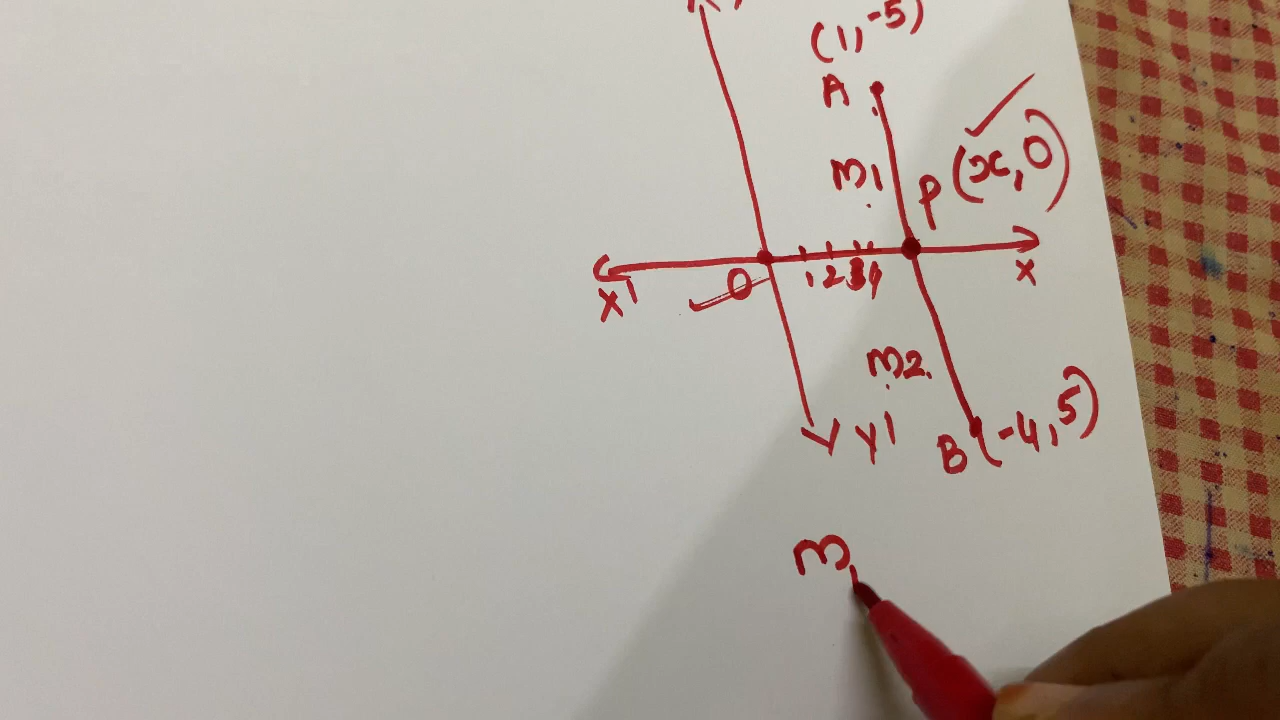 (1, -5)
A
m1
P (x, 0)
O
1 2 3 4
X
X'
m2
B (-4, 5)
Y'
m1